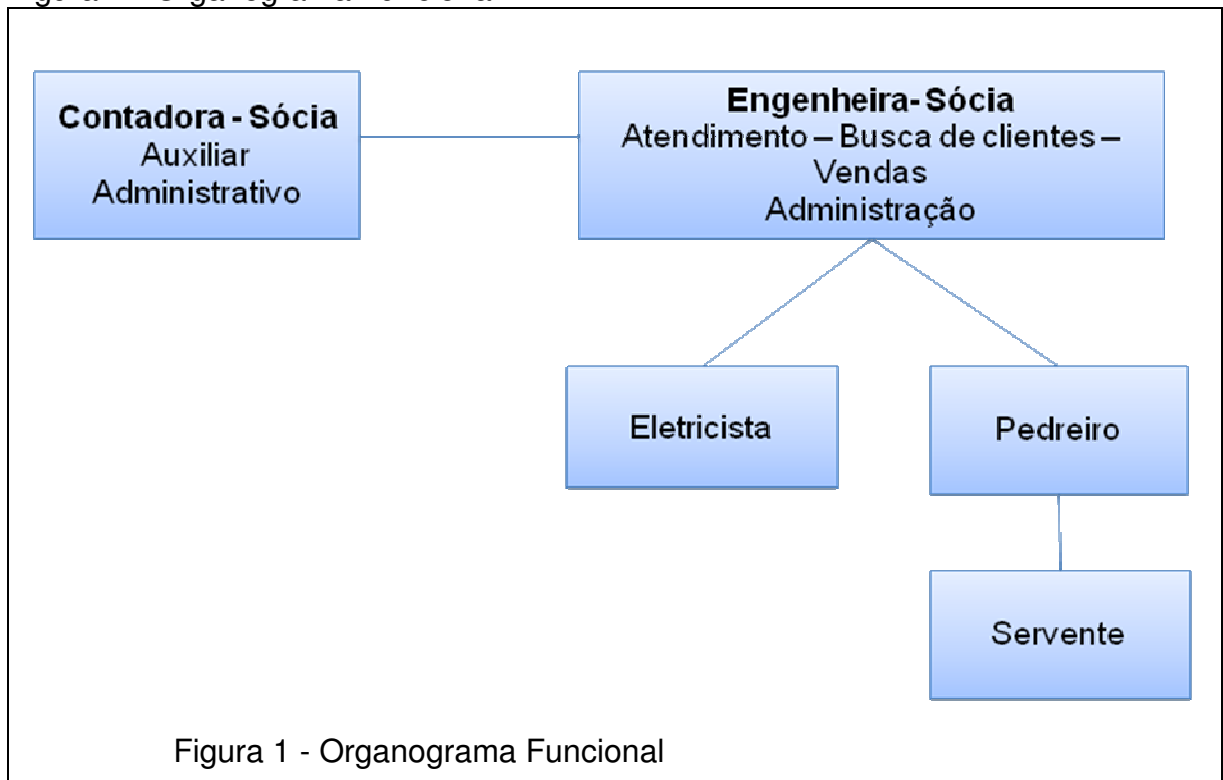 Contadora - Sócia
Auxiliar
Administrativo
Engenheira- Sócia
Atendimento – Busca de clientes –
Vendas
Administração
Eletricista
Pedreiro
Servente
Figura 1 - Organograma Funcional